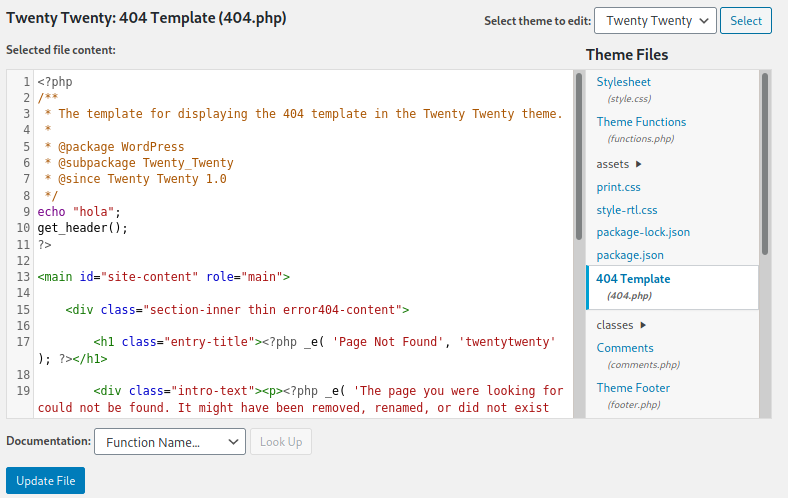 Twenty Twenty: 404 Template (404.php)
Select theme to edit: Twenty Twenty Select
Selected file content:
Theme Files
1 <?php
2 /**
3  * The template for displaying the 404 template in the Twenty Twenty theme.
4  *
5  * @package WordPress
6  * @subpackage Twenty_Twenty
7  * @since Twenty Twenty 1.0
8  */
9 echo "hola";
10 get_header();
11 ?>
12
13 <main id="site-content" role="main">
14
15     <div class="section-inner thin error404-content">
16
17         <h1 class="entry-title"><?php _e( 'Page Not Found', 'twentytwenty'
); ?></h1>
18
19         <div class="intro-text"><p><?php _e( 'The page you were looking for
could not be found. It might have been removed, renamed, or did not exist
Stylesheet
(style.css)
Theme Functions
(functions.php)
assets ▶
print.css
style-rtl.css
package-lock.json
package.json
404 Template
(404.php)
classes ▶
Comments
(comments.php)
Theme Footer
(footer.php)
Documentation: Function Name... Look Up
Update File